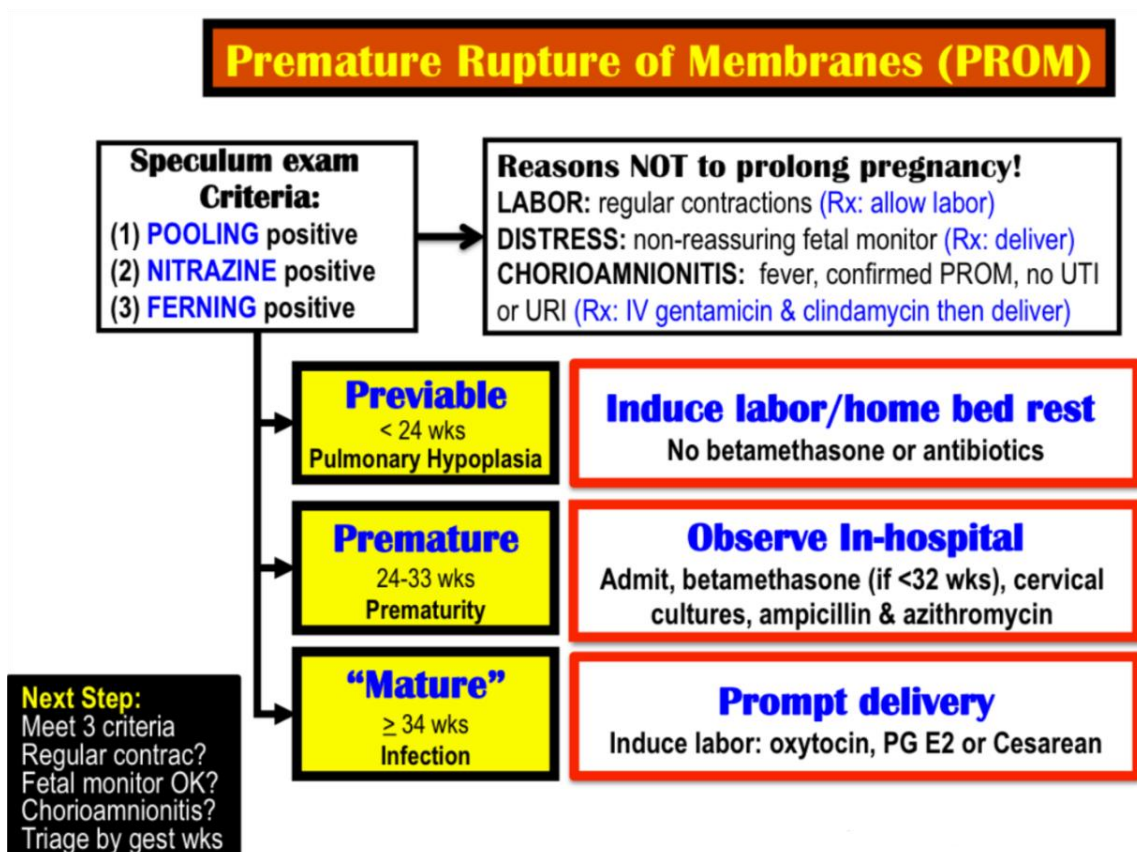 Premature Rupture of Membranes (PROM)
Speculum exam
Criteria:
(1) POOLING positive
(2) NITRAZINE positive
(3) FERNING positive
Reasons NOT to prolong pregnancy!
LABOR: regular contractions (Rx: allow labor)
DISTRESS: non-reassuring fetal monitor (Rx: deliver)
CHORIOAMNIONITIS: fever, confirmed PROM, no UTI
or URI (Rx: IV gentamicin & clindamycin then deliver)
Previable
< 24 wks
Pulmonary Hypoplasia
Induce labor/home bed rest
No betamethasone or antibiotics
Premature
24-33 wks
Prematurity
Observe In-hospital
Admit, betamethasone (if <32 wks), cervical
cultures, ampicillin & azithromycin
“Mature”
≥ 34 wks
Infection
Prompt delivery
Induce labor: oxytocin, PG E2 or Cesarean
Next Step:
Meet 3 criteria
Regular contrac?
Fetal monitor OK?
Chorioamnionitis?
Triage by gest wks